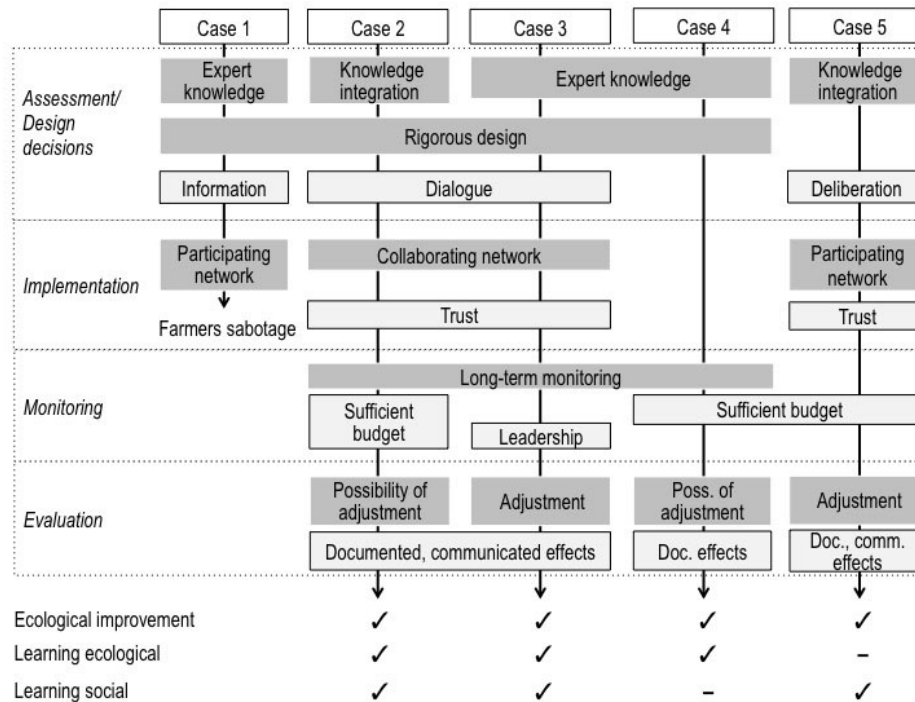 Case 1 Case 2 Case 3 Case 4 Case 5
Assessment/
Design
decisions
Expert
knowledge
Knowledge
integration
Expert knowledge
Knowledge
integration
Rigorous design
Information
Dialogue
Deliberation
Implementation
Participating
network
Collaborating network
Participating
network
Farmers sabotage
Trust
Trust
Monitoring
Long-term monitoring
Sufficient
budget
Leadership
Sufficient budget
Evaluation
Possibility of
adjustment
Adjustment
Poss. of
adjustment
Adjustment
Documented, communicated effects
Doc. effects
Doc., comm.
effects
Ecological improvement ✓ ✓ ✓ ✓
Learning ecological ✓ ✓ ✓ –
Learning social ✓ ✓ – ✓